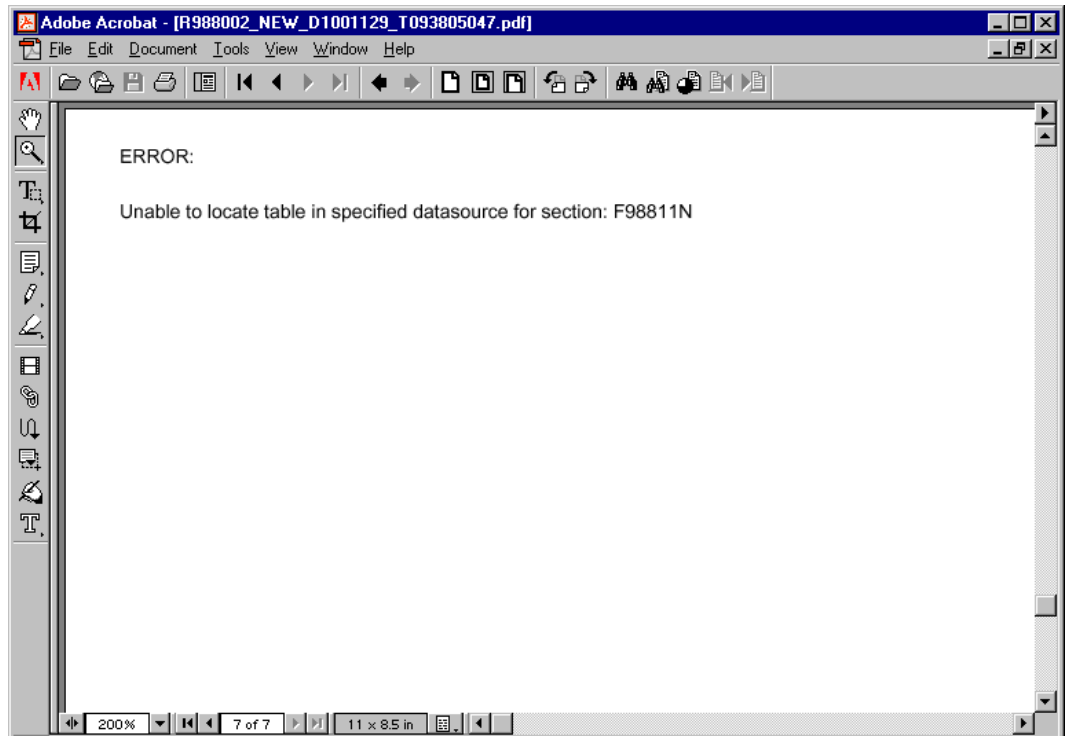 Adobe Acrobat - [R988002_NEW_D1001129_T093805047.pdf]
File Edit Document Tools View Window Help
ERROR:
Unable to locate table in specified datasource for section: F98811N
200% 7 of 7 11 x 8.5 in